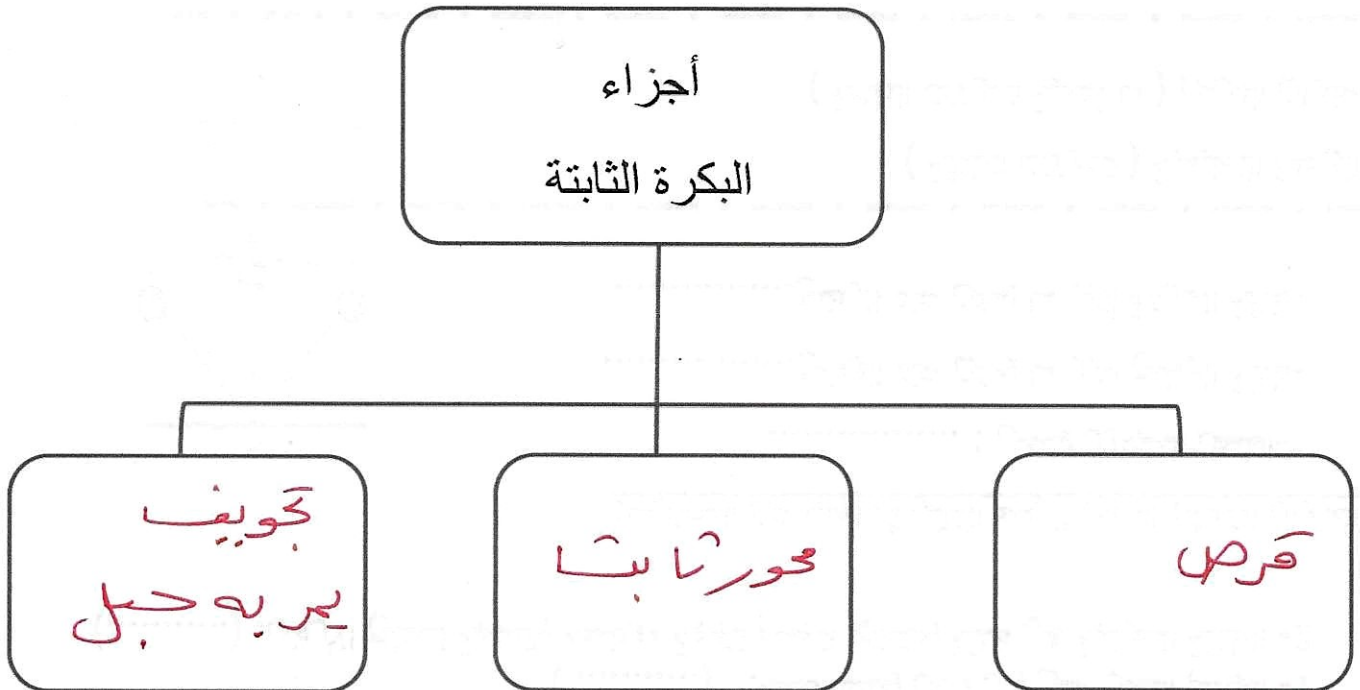 أجزاء
البكرة الثابتة
قرص
محور ثابت
تجويف
يمر به حبل